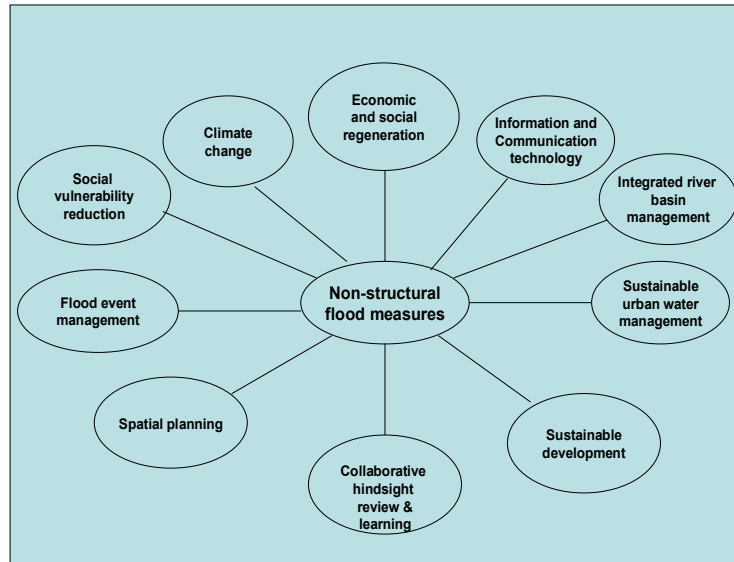 Economic
and social
regeneration
Climate
change
Information and
Communication
technology
Social
vulnerability
reduction
Integrated river
basin
management
Non-structural
flood measures
Flood event
management
Sustainable
urban water
management
Spatial planning
Sustainable
development
Collaborative
hindsight
review &
learning